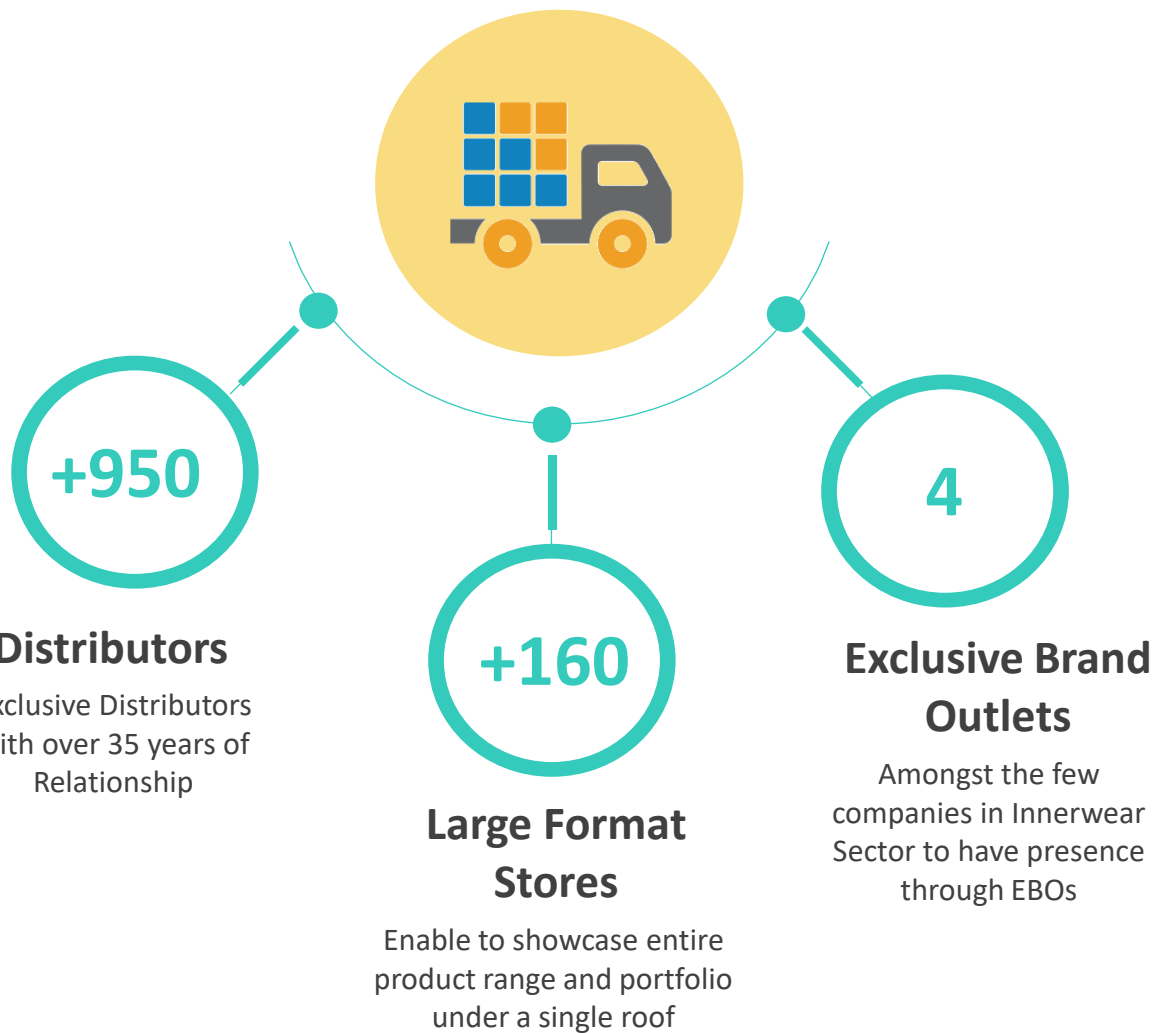 +950
Distributors
xclusive Distributors
ith over 35 years of
Relationship
+160
Large Format
Stores
Enable to showcase entire
product range and portfolio
under a single roof
4
Exclusive Brand
Outlets
Amongst the few
companies in Innerwear
Sector to have presence
through EBOs